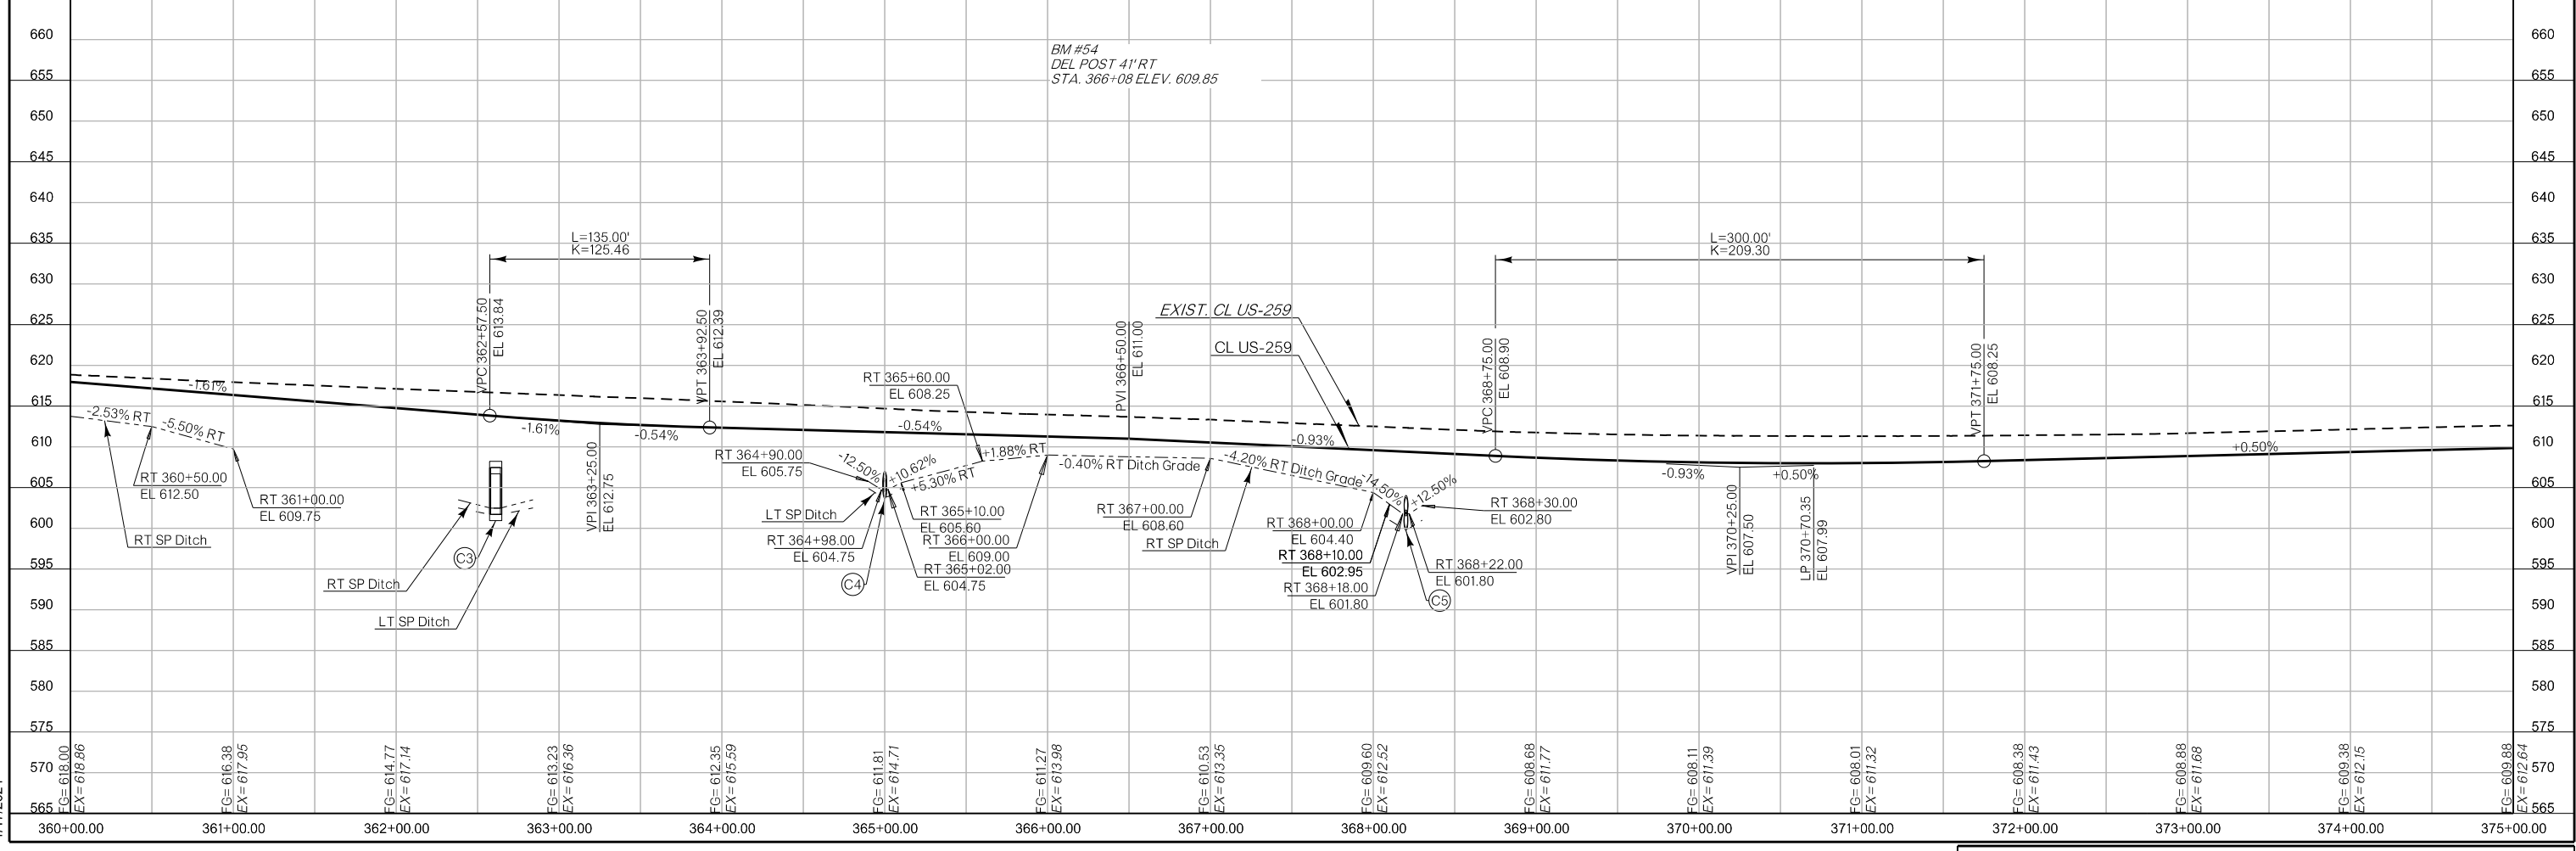 660
655
650
645
640
635
630
625
620
615
610
605
600
595
590
585
580
575
570
565
BM #54
DEL POST 41' RT
STA. 366+08 ELEV. 609.85
L=135.00'
K=125.46
L=300.00'
K=209.30
VPC 362+57.50
EL 613.84
VPT 363+92.50
EL 612.39
VPI 363+25.00
EL 612.75
PVI 366+50.00
EL 611.00
EXIST. CL US-259
CL US-259
VPC 368+75.00
EL 608.90
VPT 371+75.00
EL 608.25
VPI 370+25.00
EL 607.50
LP 370+70.35
EL 607.99
-1.61%
-2.53% RT
-5.50% RT
-1.61%
-0.54%
-0.54%
-0.93%
-0.93%
+0.50%
+0.50%
RT 360+50.00
EL 612.50
RT 361+00.00
EL 609.75
RT SP Ditch
C3
RT SP Ditch
LT SP Ditch
RT 365+60.00
EL 608.25
RT 364+90.00
EL 605.75
-12.50%
+10.62%
+5.30% RT
+1.88% RT
LT SP Ditch
RT 364+98.00
EL 604.75
C4
RT 365+10.00
EL 605.60
RT 366+00.00
EL 609.00
RT 365+02.00
EL 604.75
-0.40% RT Ditch Grade
-4.20% RT Ditch Grade
-14.50%
+12.50%
RT 367+00.00
EL 608.60
RT SP Ditch
RT 368+00.00
EL 604.40
RT 368+10.00
EL 602.95
RT 368+18.00
EL 601.80
RT 368+30.00
EL 602.80
RT 368+22.00
EL 601.80
C5
FG= 618.00
EX= 618.86
FG= 616.38
EX= 617.95
FG= 614.77
EX= 617.14
FG= 613.23
EX= 616.36
FG= 612.35
EX= 615.59
FG= 611.81
EX= 614.71
FG= 611.27
EX= 613.98
FG= 610.53
EX= 613.35
FG= 609.60
EX= 612.52
FG= 608.68
EX= 611.77
FG= 608.11
EX= 611.39
FG= 608.01
EX= 611.32
FG= 608.38
EX= 611.43
FG= 608.88
EX= 611.68
FG= 609.38
EX= 612.15
FG= 609.88
EX= 612.64
360+00.00
361+00.00
362+00.00
363+00.00
364+00.00
365+00.00
366+00.00
367+00.00
368+00.00
369+00.00
370+00.00
371+00.00
372+00.00
373+00.00
374+00.00
375+00.00
660
655
650
645
640
635
630
625
620
615
610
605
600
595
590
585
580
575
570
565